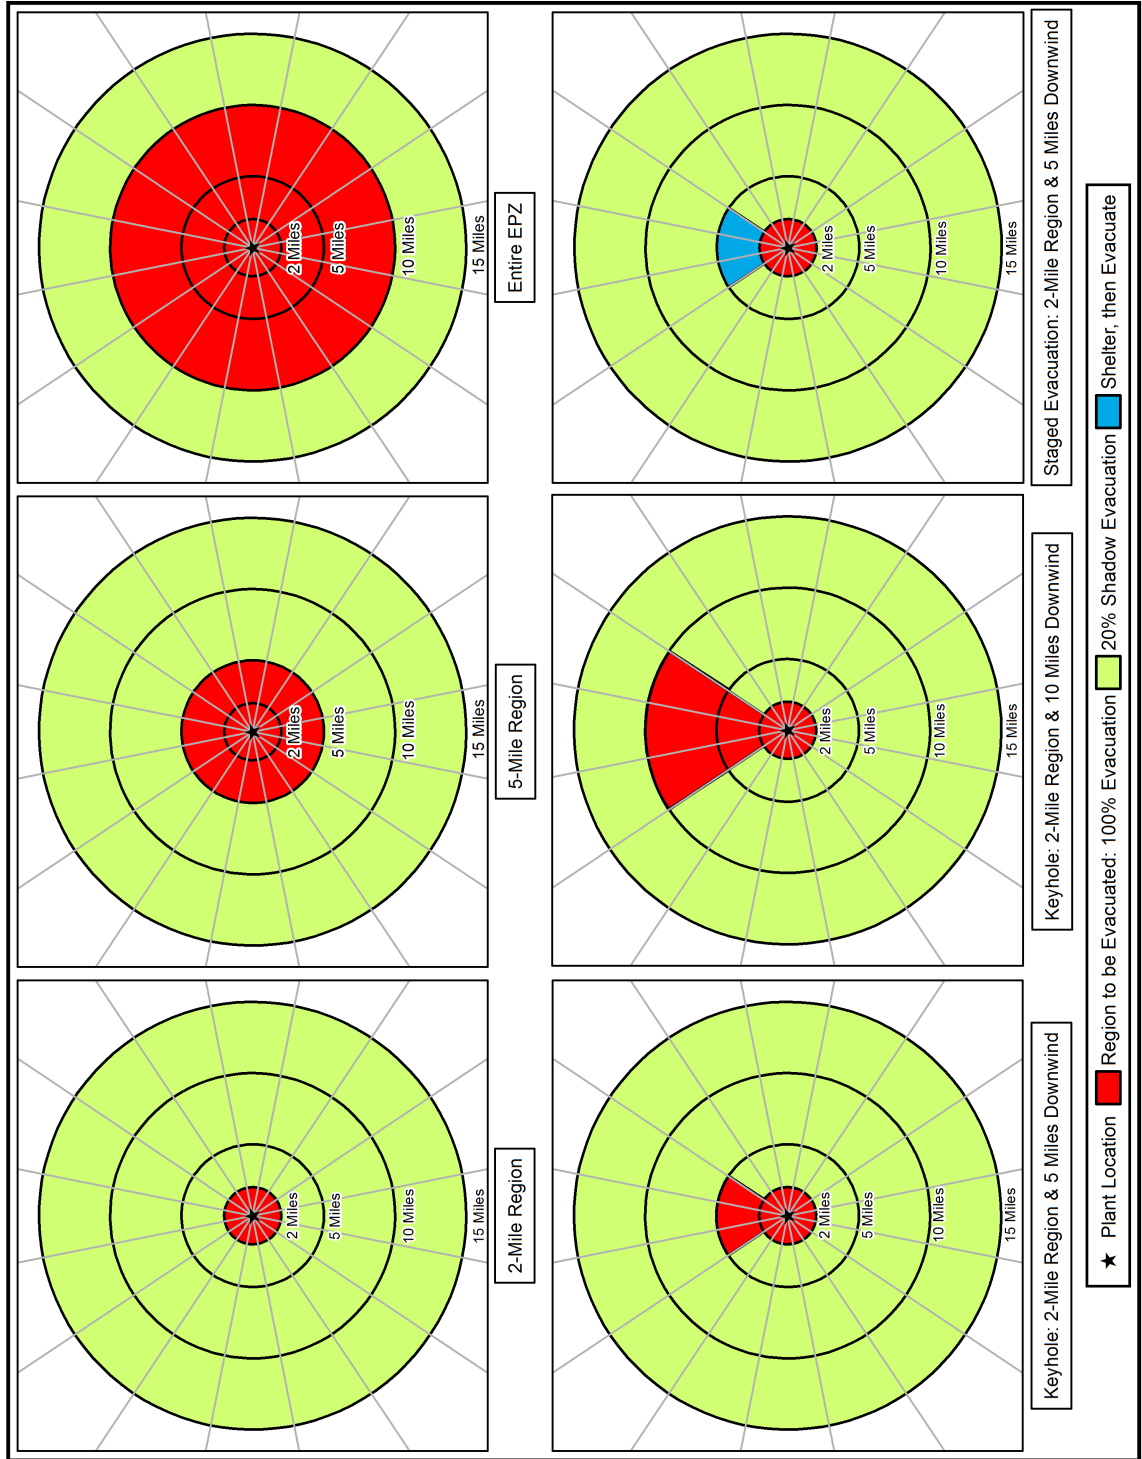 2 Miles
5 Miles
10 Miles
15 Miles
2-Mile Region
2 Miles
5 Miles
10 Miles
15 Miles
5-Mile Region
2 Miles
5 Miles
10 Miles
15 Miles
Entire EPZ
2 Miles
5 Miles
10 Miles
15 Miles
Keyhole: 2-Mile Region & 5 Miles Downwind
2 Miles
5 Miles
10 Miles
15 Miles
Keyhole: 2-Mile Region & 10 Miles Downwind
2 Miles
5 Miles
10 Miles
15 Miles
Staged Evacuation: 2-Mile Region & 5 Miles Downwind
Plant Location Region to be Evacuated: 100% Evacuation 20% Shadow Evacuation Shelter, then Evacuate